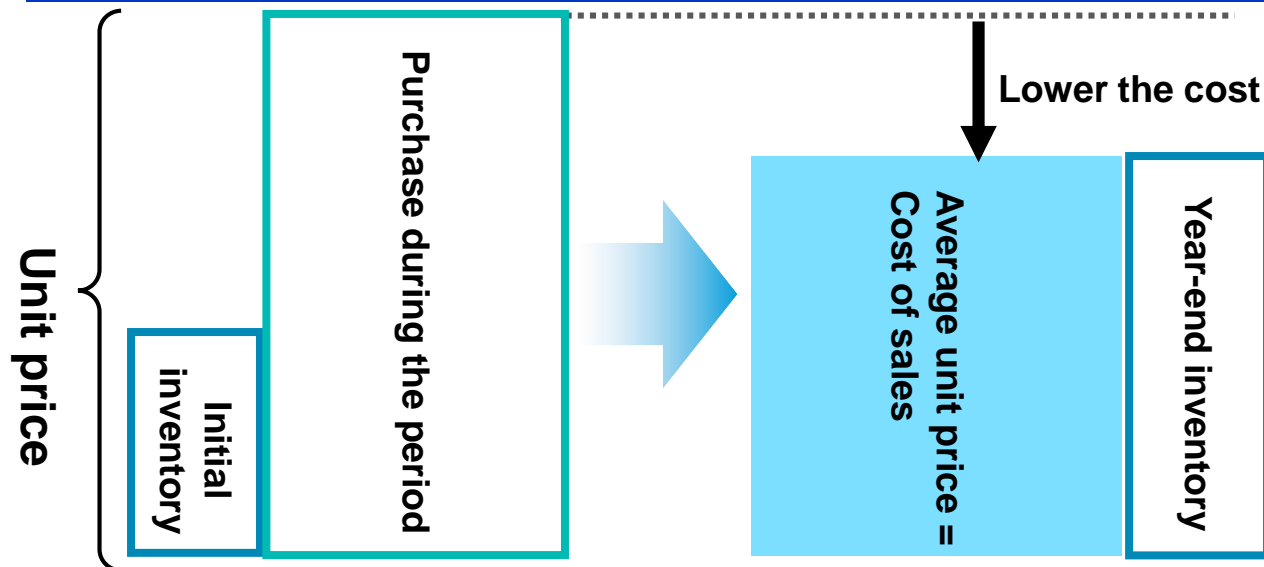 Unit price
Initial
inventory
Purchase during the period
Lower the cost
Average unit price =
Cost of sales
Year-end inventory